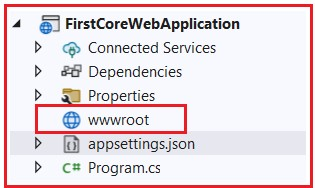 FirstCoreWebApplication
Connected Services
Dependencies
Properties
wwwroot
appsettings.json
C# Program.cs